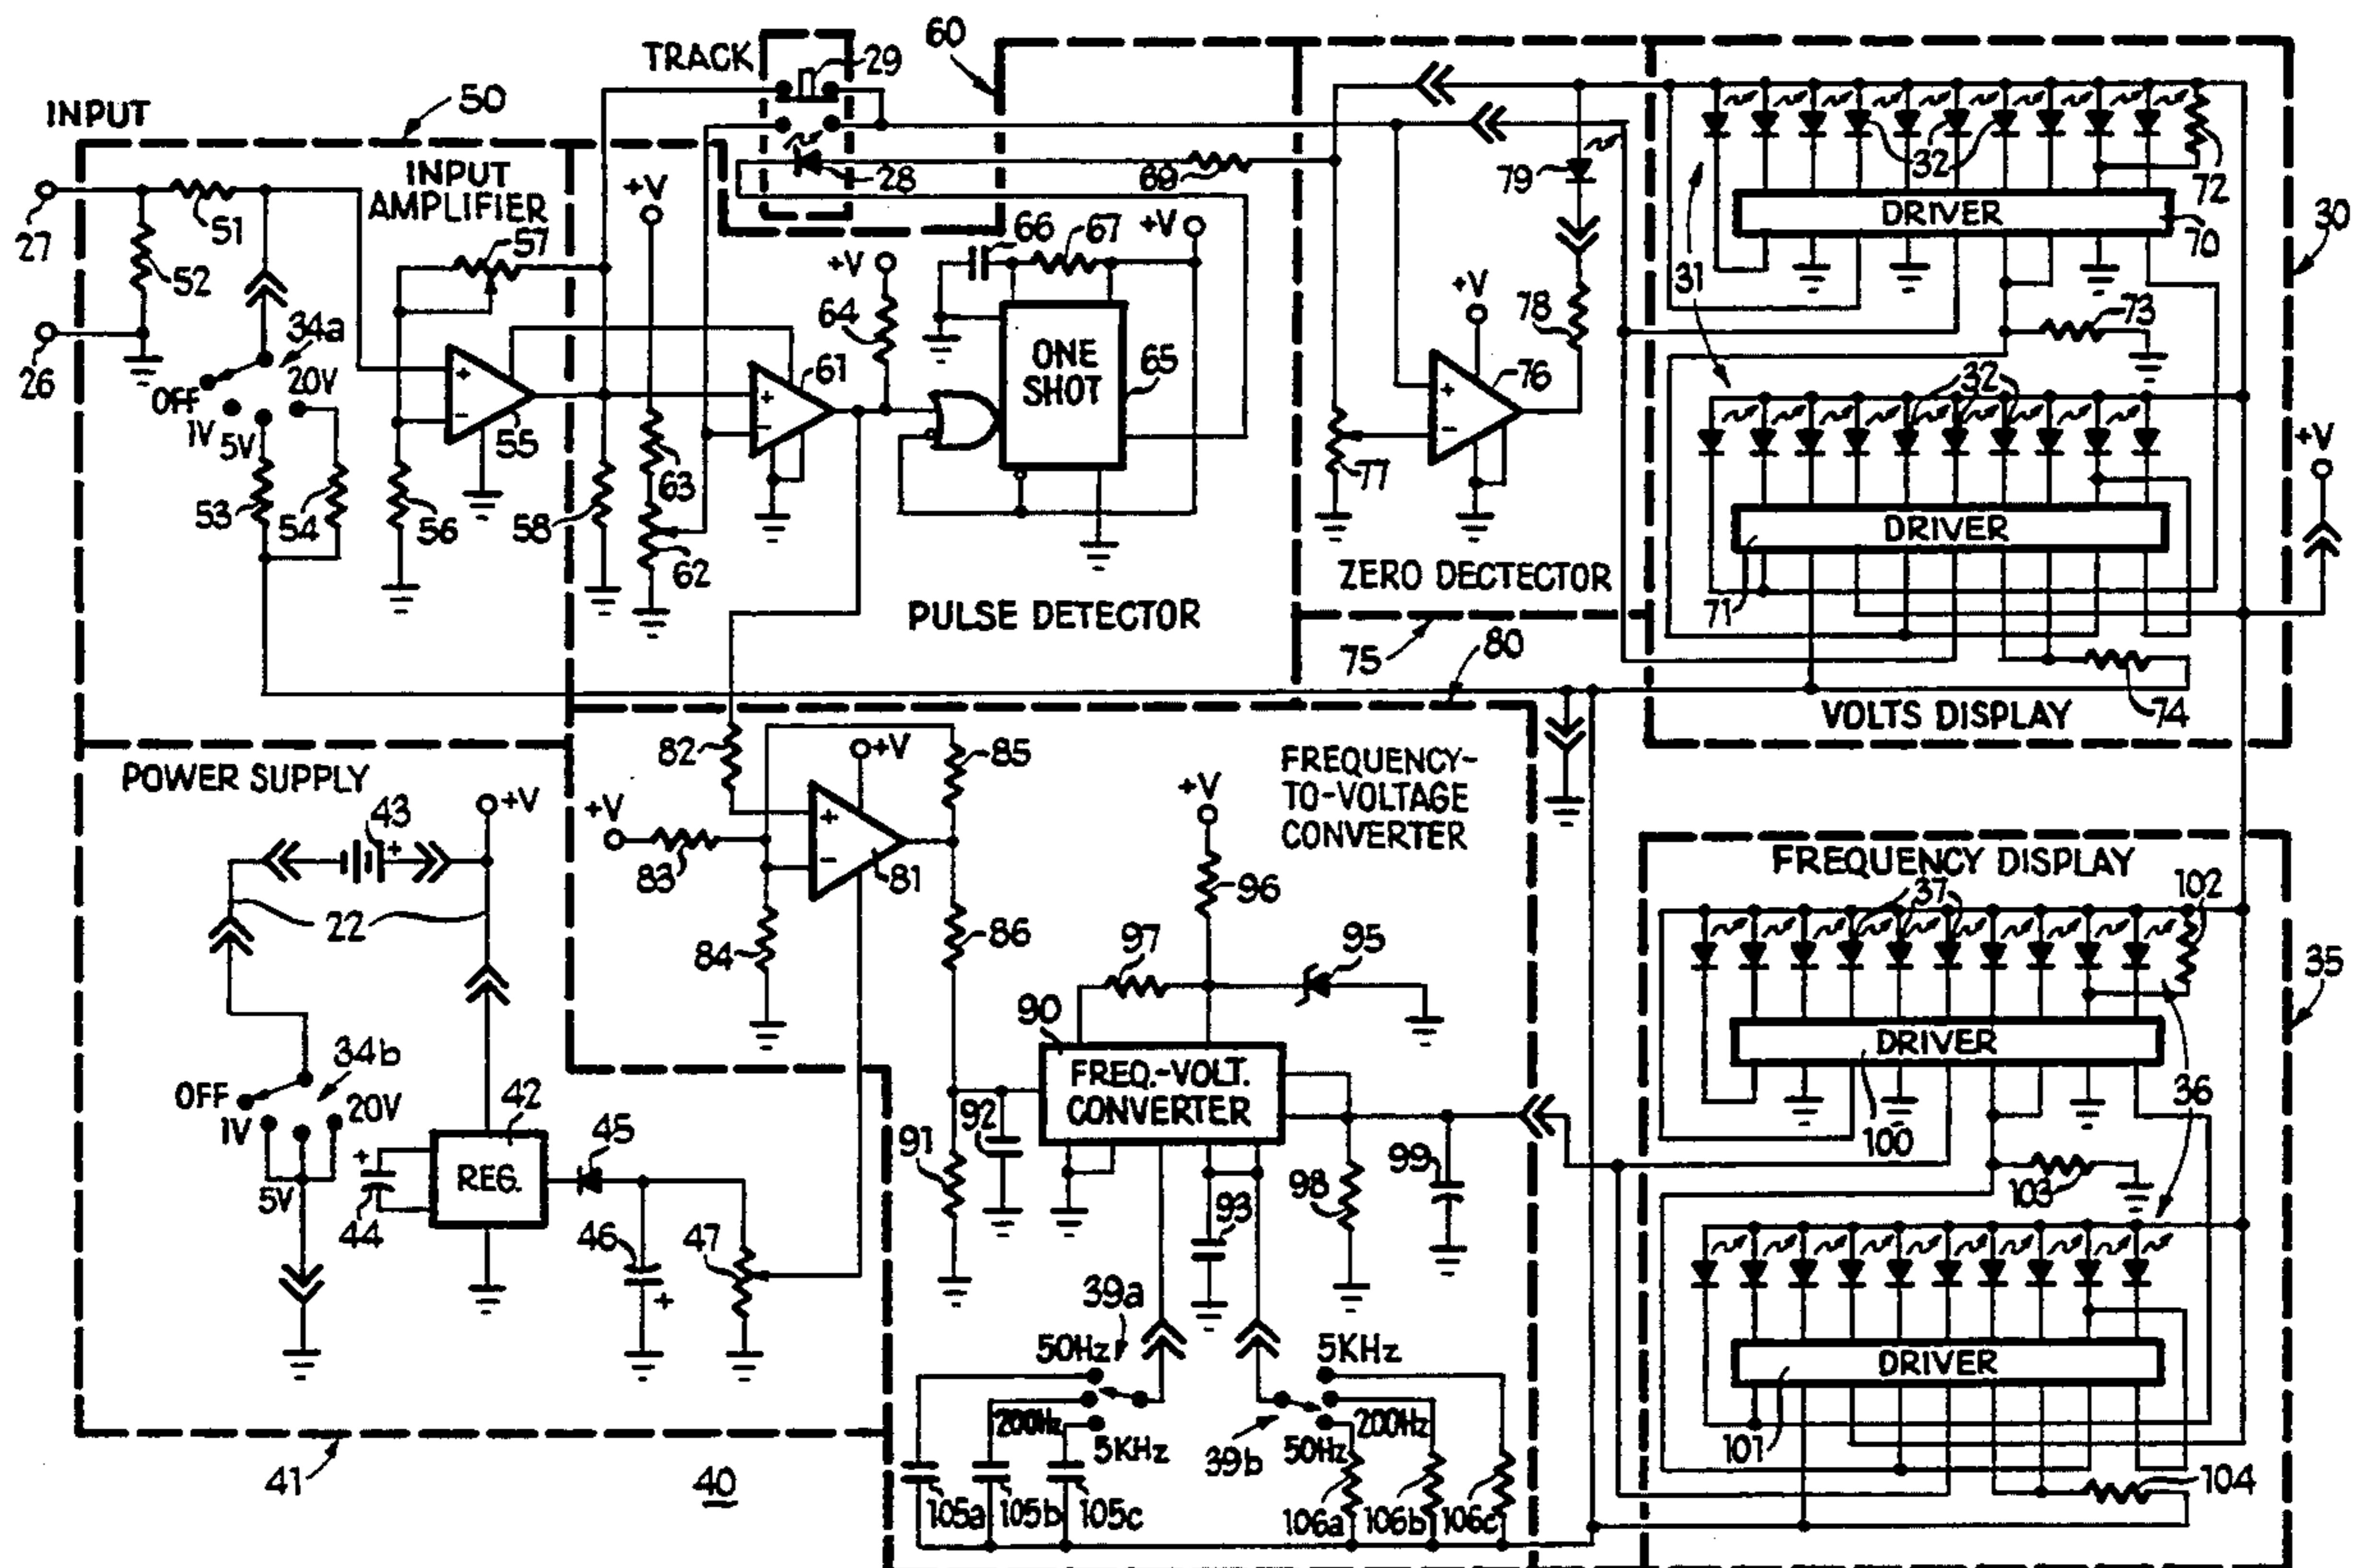 TRACK
29
60
INPUT
50
INPUT
AMPLIFIER
+V
28
69
79
32
72
27
51
52
57
66
67
+V
DRIVER
70
30
31
34a
+V
64
+V
78
73
26
OFF
20V
1V
5V
+
-
55
+
-
61
ONE
SHOT
65
+
-
76
32
+V
53
54
56
58
63
62
77
DRIVER
71
PULSE DETECTOR
ZERO DECTECTOR
75
80
74
VOLTS DISPLAY
POWER SUPPLY
82
+V
85
FREQUENCY-
TO-VOLTAGE
CONVERTER
+V
43
+
+V
+V
83
+
-
81
96
FREQUENCY DISPLAY
37
102
22
84
86
97
95
35
90
FREQ.-VOLT.
CONVERTER
DRIVER
100
36
34b
OFF
1V
20V
5V
42
REG.
+
44
45
46
+
47
91
92
93
98
99
103
39a
50Hz
200Hz
5KHz
5KHz
200Hz
50Hz
39b
DRIVER
101
104
41
40
105a
105b
105c
106a
106b
106c